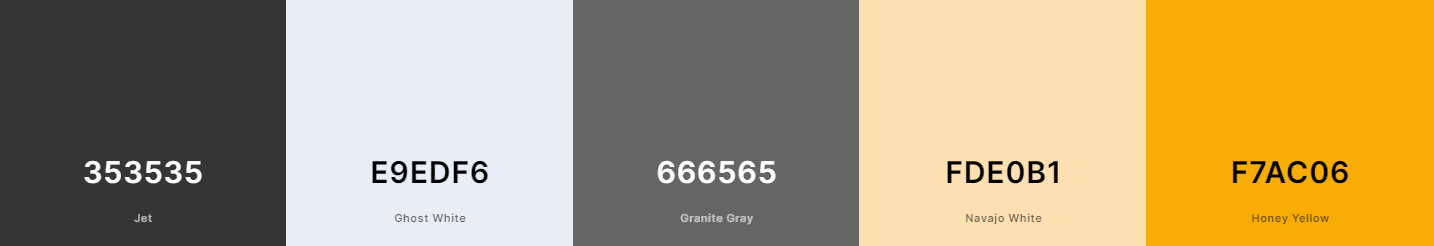 353535
Jet
E9EDF6
Ghost White
666565
Granite Gray
FDE0B1
Navajo White
F7AC06
Honey Yellow